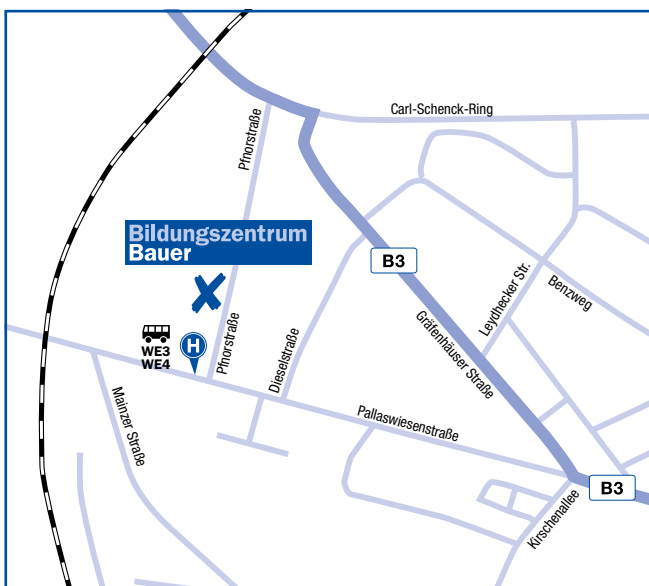 Carl-Schenck-Ring
Pfnorstraße
Bildungszentrum
Bauer
B3
Leydhecker Str.
Benzweg
WE3
WE4
H
Pfnorstraße
Dieselstraße
Gräfenhäuser Straße
Mainzer Straße
Pallaswiesenstraße
B3
Kirschenallee